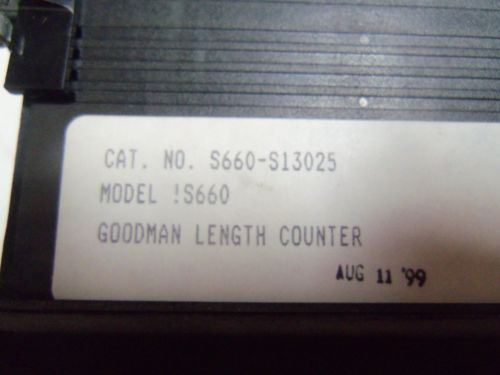 CAT. NO. S660-S13025
MODEL !S660
GOODMAN LENGTH COUNTER
AUG 11 '99